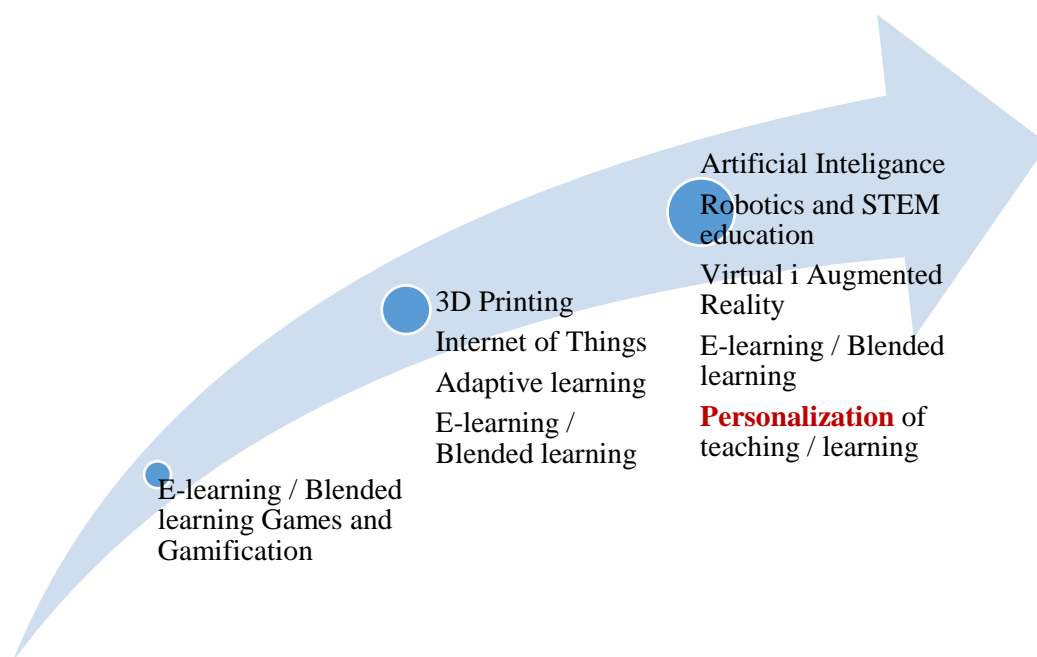 E-learning / Blended
learning Games and
Gamification
3D Printing
Internet of Things
Adaptive learning
E-learning /
Blended learning
Artificial Inteligance
Robotics and STEM
education
Virtual i Augmented
Reality
E-learning / Blended
learning
Personalization of
teaching / learning